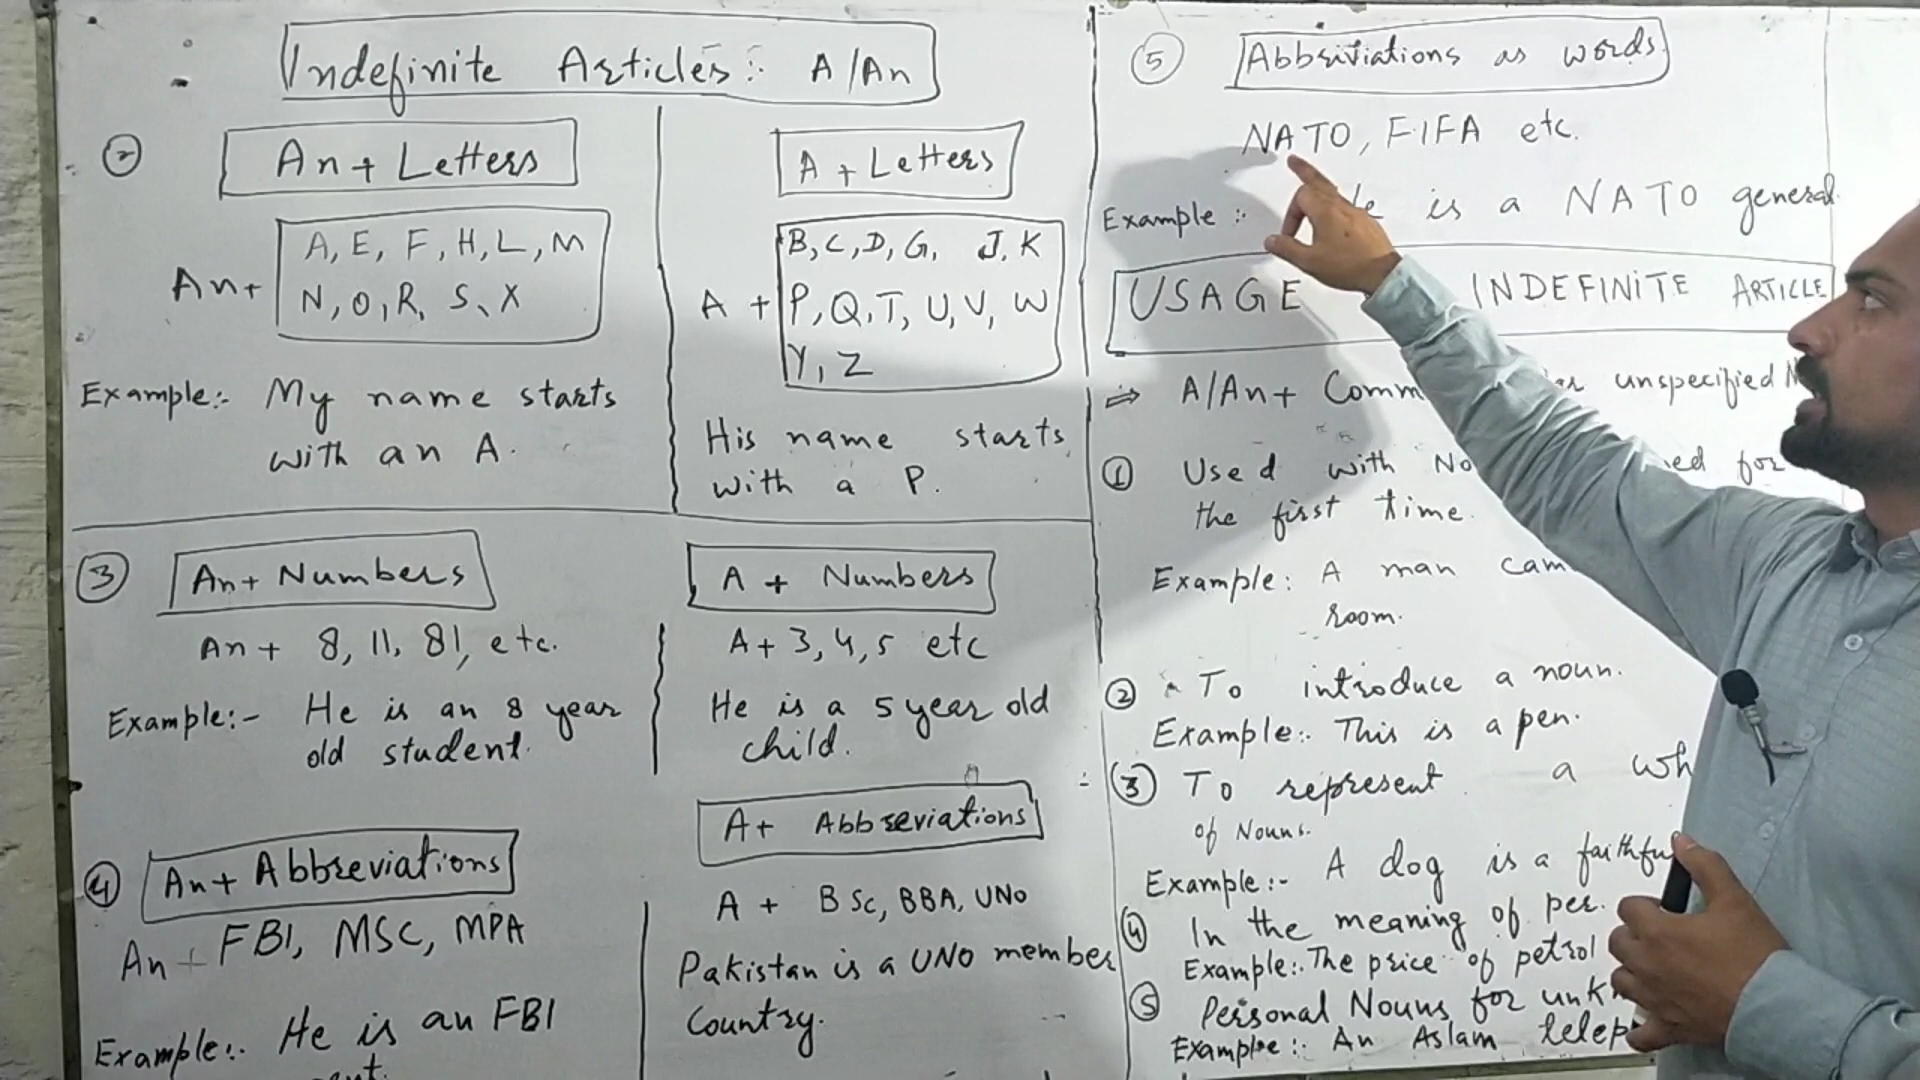 Indefinite Articles:- A/An
②
An + Letters
An+
A, E, F, H, L, M
N, O, R, S, X
Example:- My name starts
with an A.
A + Letters
A +
B, C, D, G, J, K
P, Q, T, U, V, W
Y, Z
His name starts
with a P.
③
An+ Numbers
An+ 8, 11, 81, etc.
Example:- He is an 8 year
old student.
A + Numbers
A+ 3, 4, 5 etc
He is a 5 year old
child.
④
An+ Abbreviations
An + FBI, MSC, MPA
Example:. He is an FBI
A+ Abbreviations
A + BSc, BBA, UNO
Pakistan is a UNO member
Country.
⑤
Abbriviations as words
NATO, FIFA etc.
Example :- is a NATO general.
USAGE INDEFINITE ARTICLE
⇒ A/An+ unspecified
① Used with for
the first time.
Example: A man
room.
② To introduce a noun.
Example:. This is a pen.
③ To represent a
of Nouns.
Example:- A dog is a
④ In the meaning of per.
Example:. The price of petrol
⑤ Personal Nouns for
Example:. An Aslam